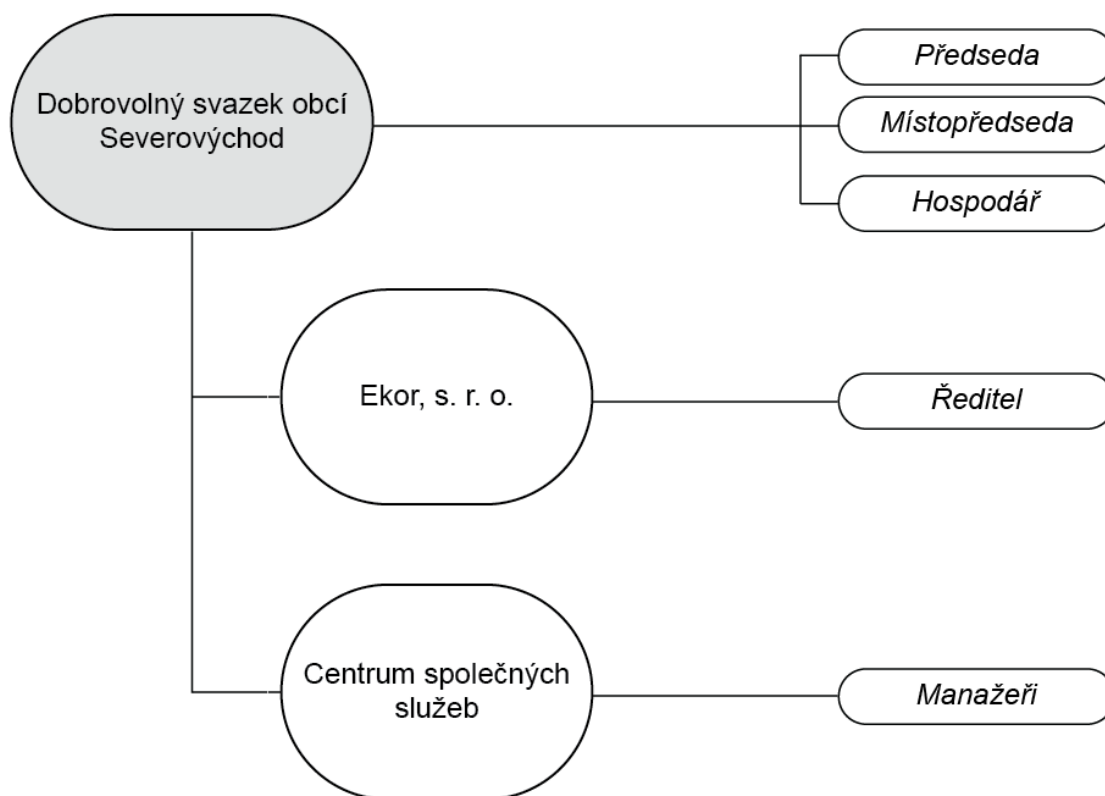 Dobrovolný svazek obcí
Severovýchod
Předseda
Místopředseda
Hospodář
Ekor, s. r. o.
Ředitel
Centrum společných
služeb
Manažeři